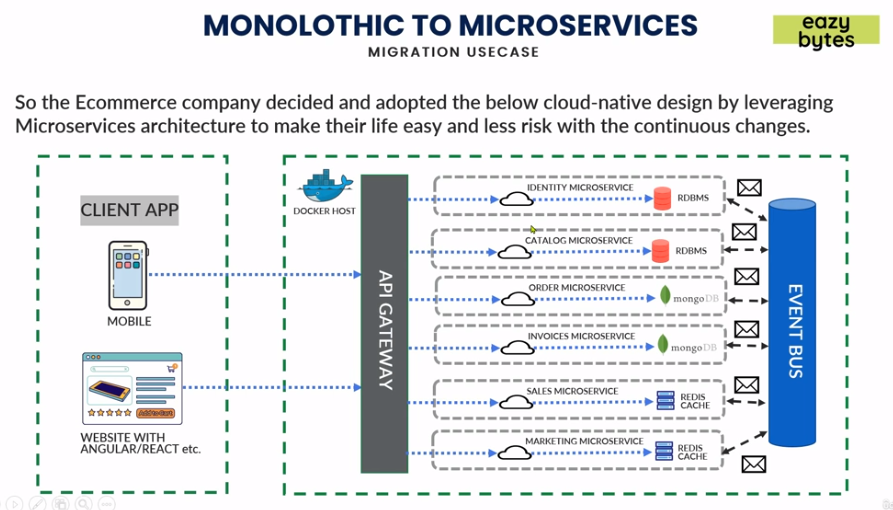 MONOLOTHIC TO MICROSERVICES
MIGRATION USECASE
eazy
bytes
So the Ecommerce company decided and adopted the below cloud-native design by leveraging
Microservices architecture to make their life easy and less risk with the continuous changes.
CLIENT APP
MOBILE
WEBSITE WITH
ANGULAR/REACT etc.
Add to Cart
DOCKER HOST
API GATEWAY
IDENTITY MICROSERVICE
RDBMS
CATALOG MICROSERVICE
RDBMS
ORDER MICROSERVICE
mongoDB
INVOICES MICROSERVICE
mongoDB
SALES MICROSERVICE
REDIS
CACHE
MARKETING MICROSERVICE
REDIS
CACHE
EVENT BUS